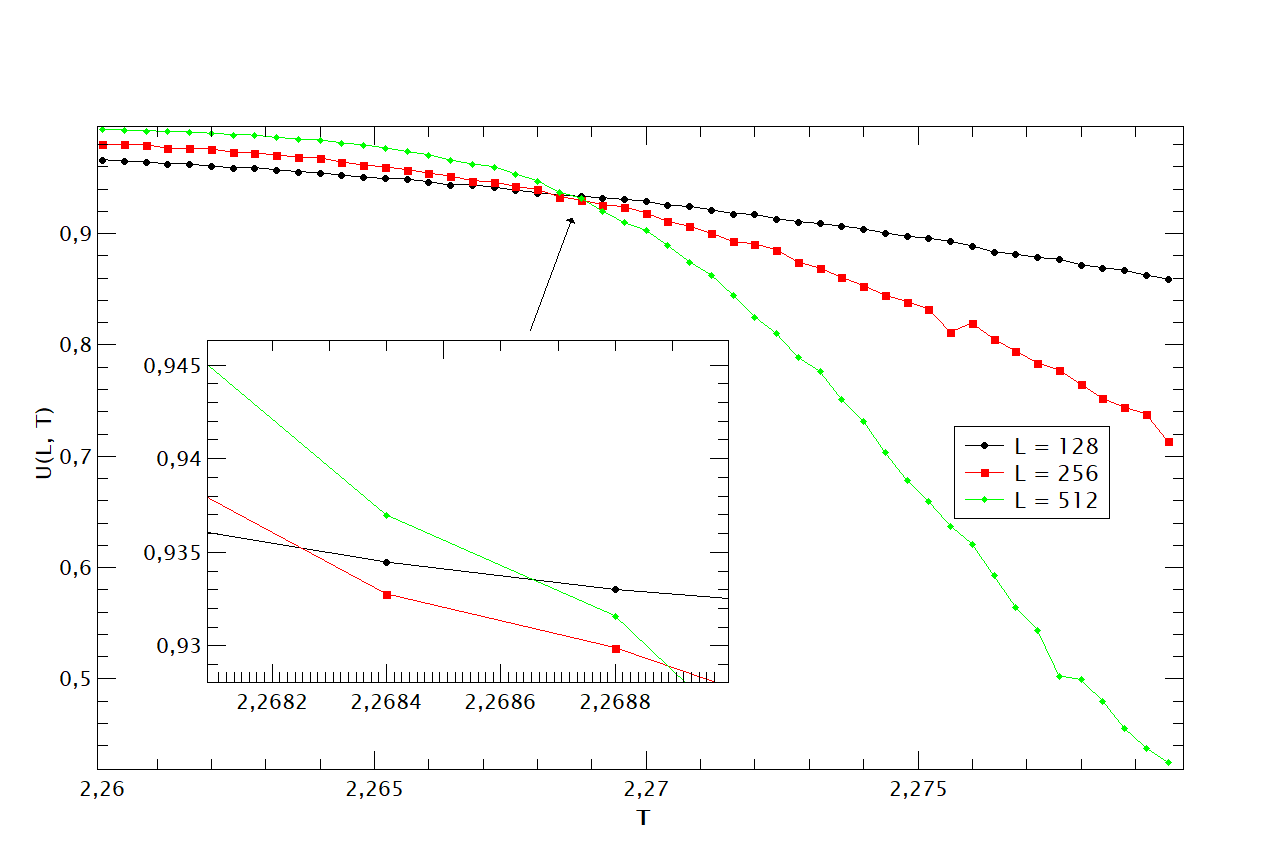 0,9
0,8
0,7
0,6
0,5
U(L, T)
0,945
0,94
0,935
0,93
2,2682 2,2684 2,2686 2,2688
L = 128
L = 256
L = 512
2,26 2,265 2,27 2,275
T